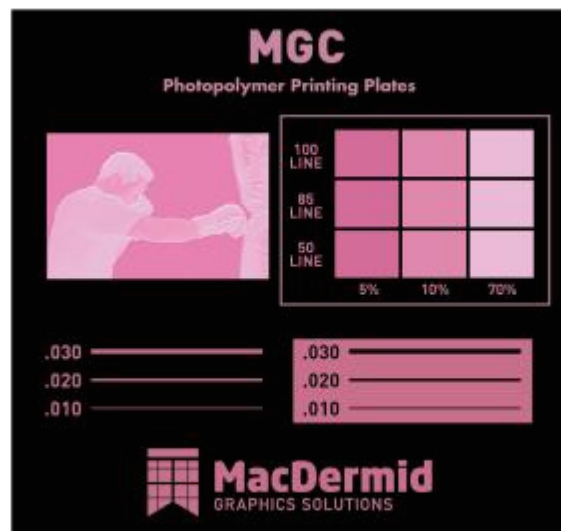 MGC
Photopolymer Printing Plates
100
LINE
85
LINE
50
LINE
5% 10% 70%
.030
.020
.010
.030
.020
.010
MacDermid
GRAPHICS SOLUTIONS